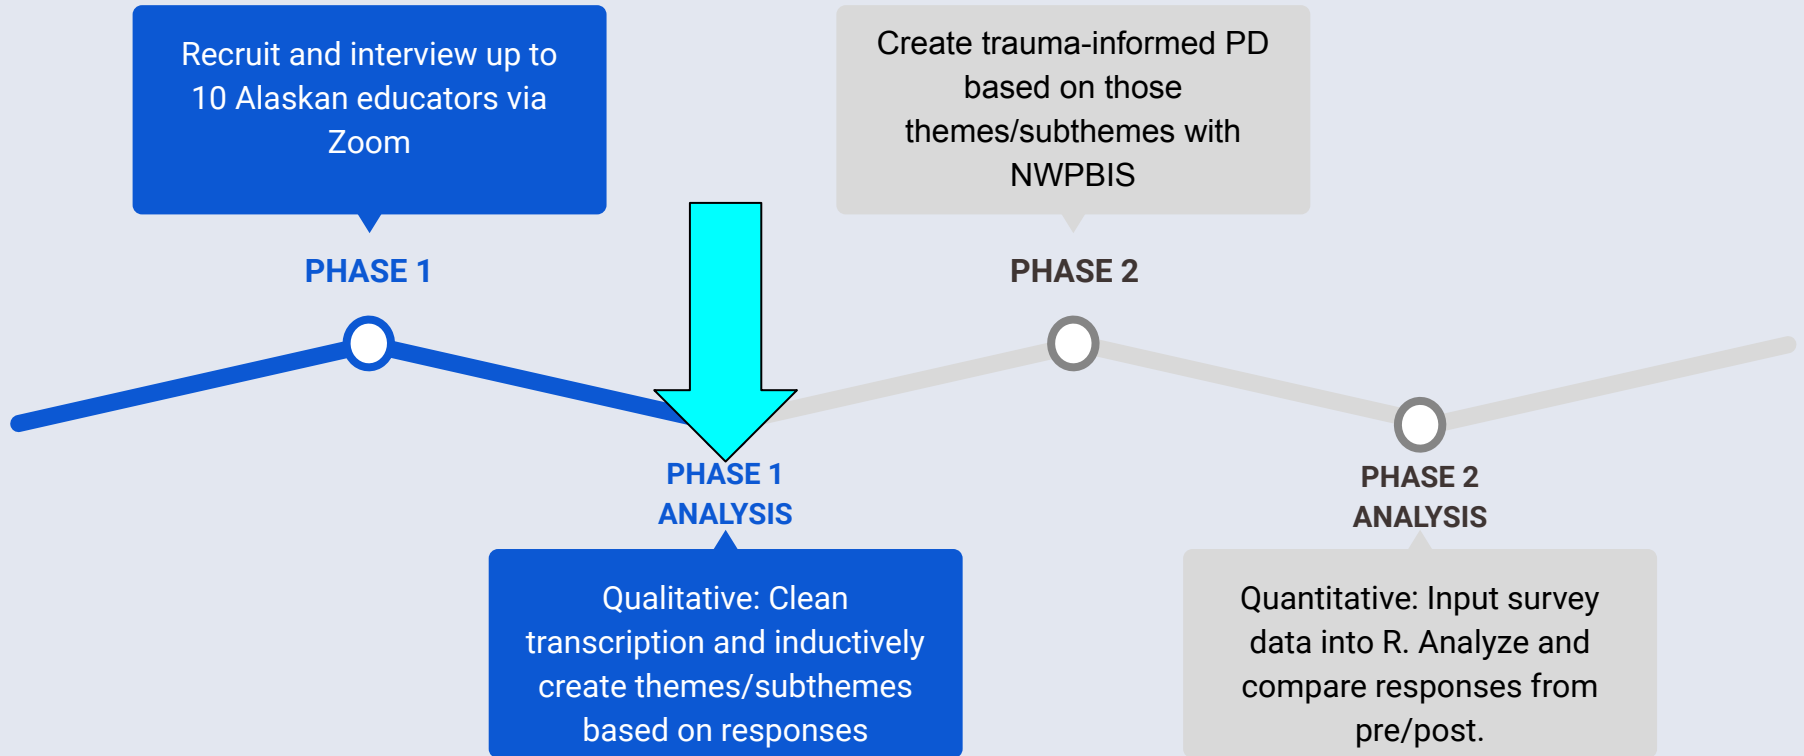 Recruit and interview up to
10 Alaskan educators via
Zoom
PHASE 1
Create trauma-informed PD
based on those
themes/subthemes with
NWPBIS
PHASE 2
PHASE 1
ANALYSIS
Qualitative: Clean
transcription and inductively
create themes/subthemes
based on responses
PHASE 2
ANALYSIS
Quantitative: Input survey
data into R. Analyze and
compare responses from
pre/post.